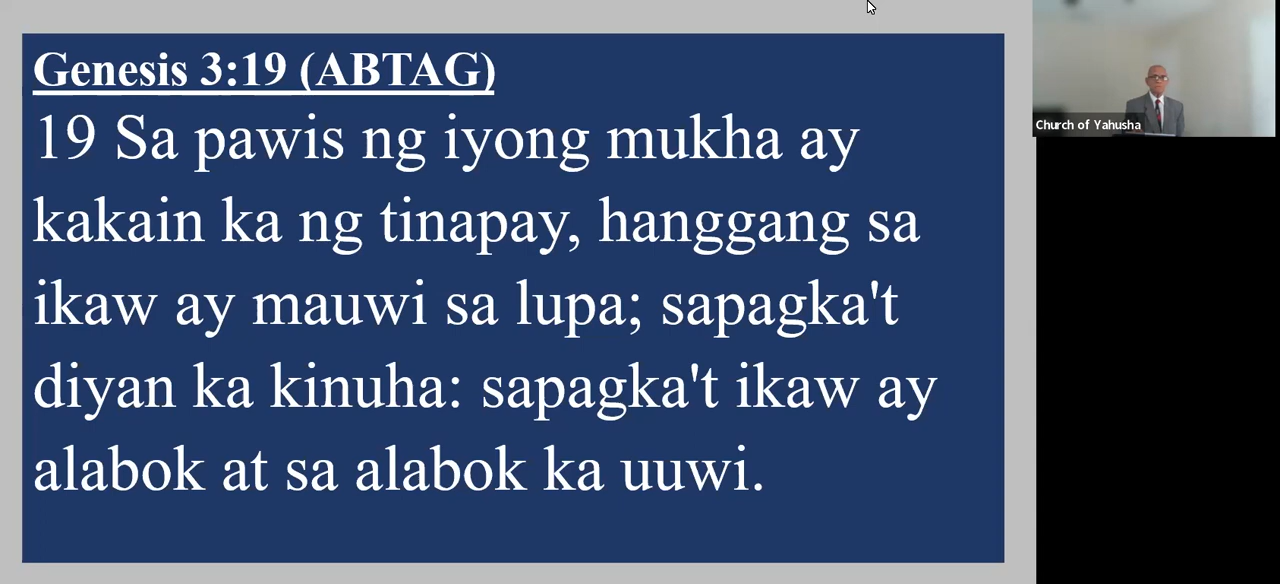 Genesis 3:19 (ABTAG)
19 Sa pawis ng iyong mukha ay
kakain ka ng tinapay, hanggang sa
ikaw ay mauwi sa lupa; sapagka't
diyan ka kinuha: sapagka't ikaw ay
alabok at sa alabok ka uuwi.
Church of Yahusha